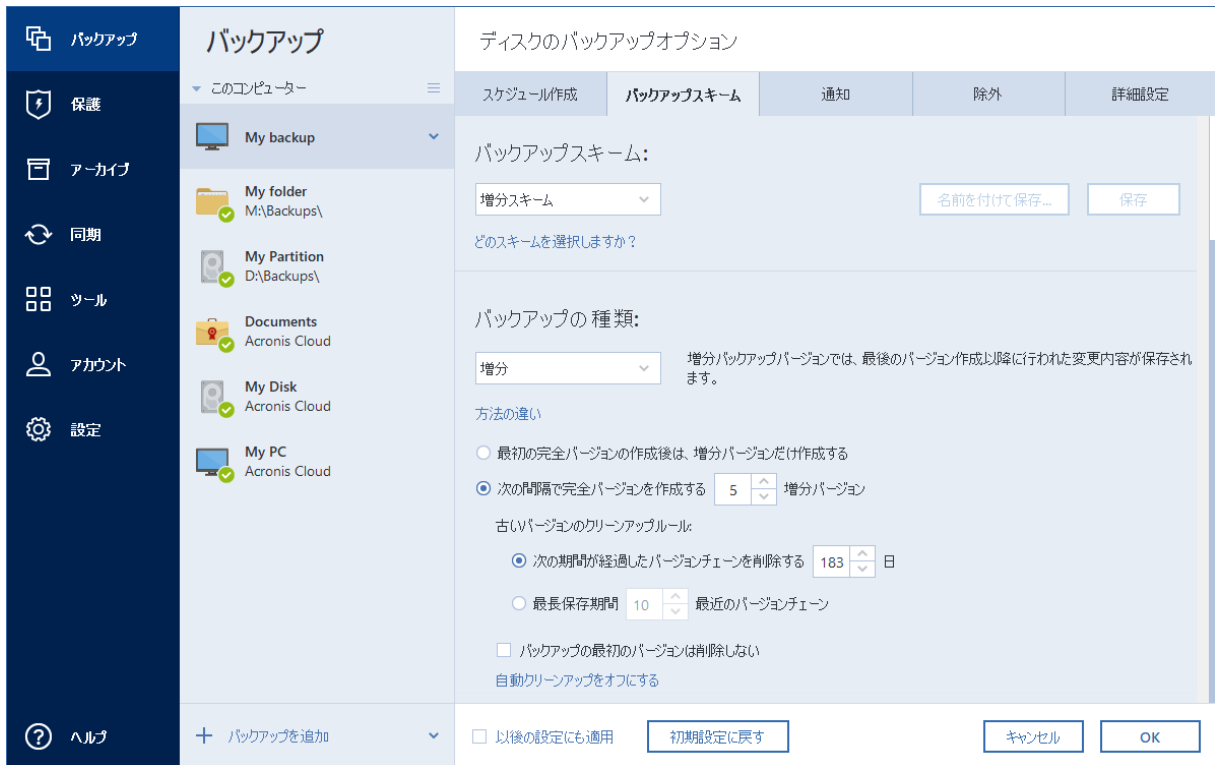 バックアップ
保護
アーカイブ
同期
ツール
アカウント
設定
ヘルプ
バックアップ
このコンピューター
My backup
My folder
M:\Backups\
My Partition
D:\Backups\
Documents
Acronis Cloud
My Disk
Acronis Cloud
My PC
Acronis Cloud
バックアップを追加
ディスクのバックアップオプション
スケジュール作成 バックアップスキーム 通知 除外 詳細設定
バックアップスキーム:
増分スキーム 名前を付けて保存... 保存
どのスキームを選択しますか？
バックアップの種類:
増分
増分バックアップバージョンでは、最後のバージョン作成以降に行われた変更内容が保存され
ます。
方法の違い
最初の完全バージョンの作成後は、増分バージョンだけ作成する
次の間隔で完全バージョンを作成する 5 増分バージョン
古いバージョンのクリーンアップルール:
次の期間が経過したバージョンチェーンを削除する 183 日
最長保存期間 10 最近のバージョンチェーン
バックアップの最初のバージョンは削除しない
自動クリーンアップをオフにする
以後の設定にも適用 初期設定に戻す キャンセル OK